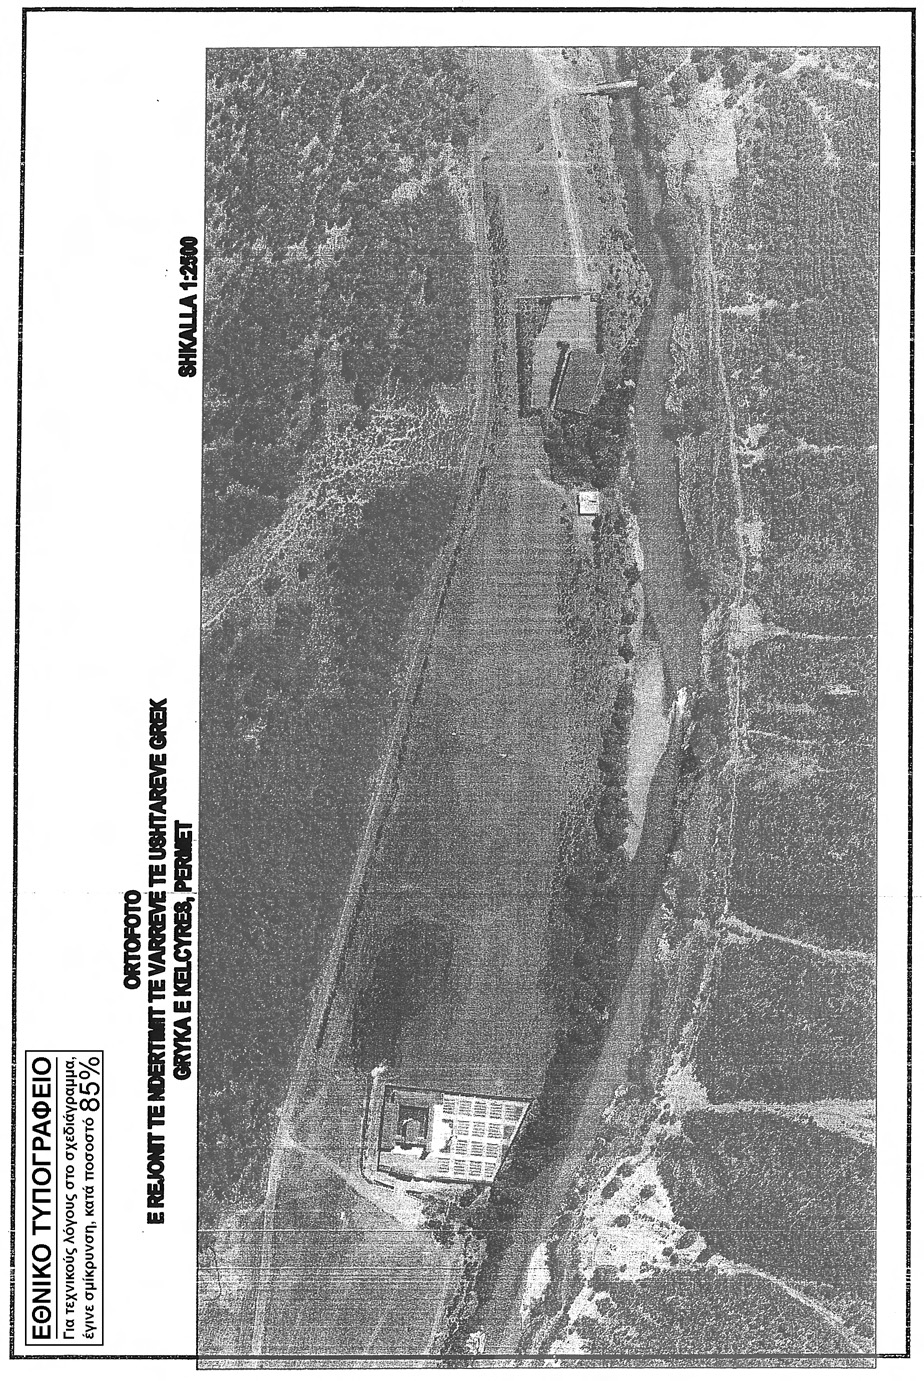 ΕΘΝΙΚΟ ΤΥΠΟΓΡΑΦΕΙΟ
Για τεχνικούς λόγους στο σχεδιάγραμμα,
έγινε σμίκρυνση, κατά ποσοστό 85%
ORTOFOTO
E REJONIT TE NDERTIMIT TE VARREVE TE USHTAREVE GREK
GRYKA E KELCYRES, PERMET
SHKALLA 1:2500